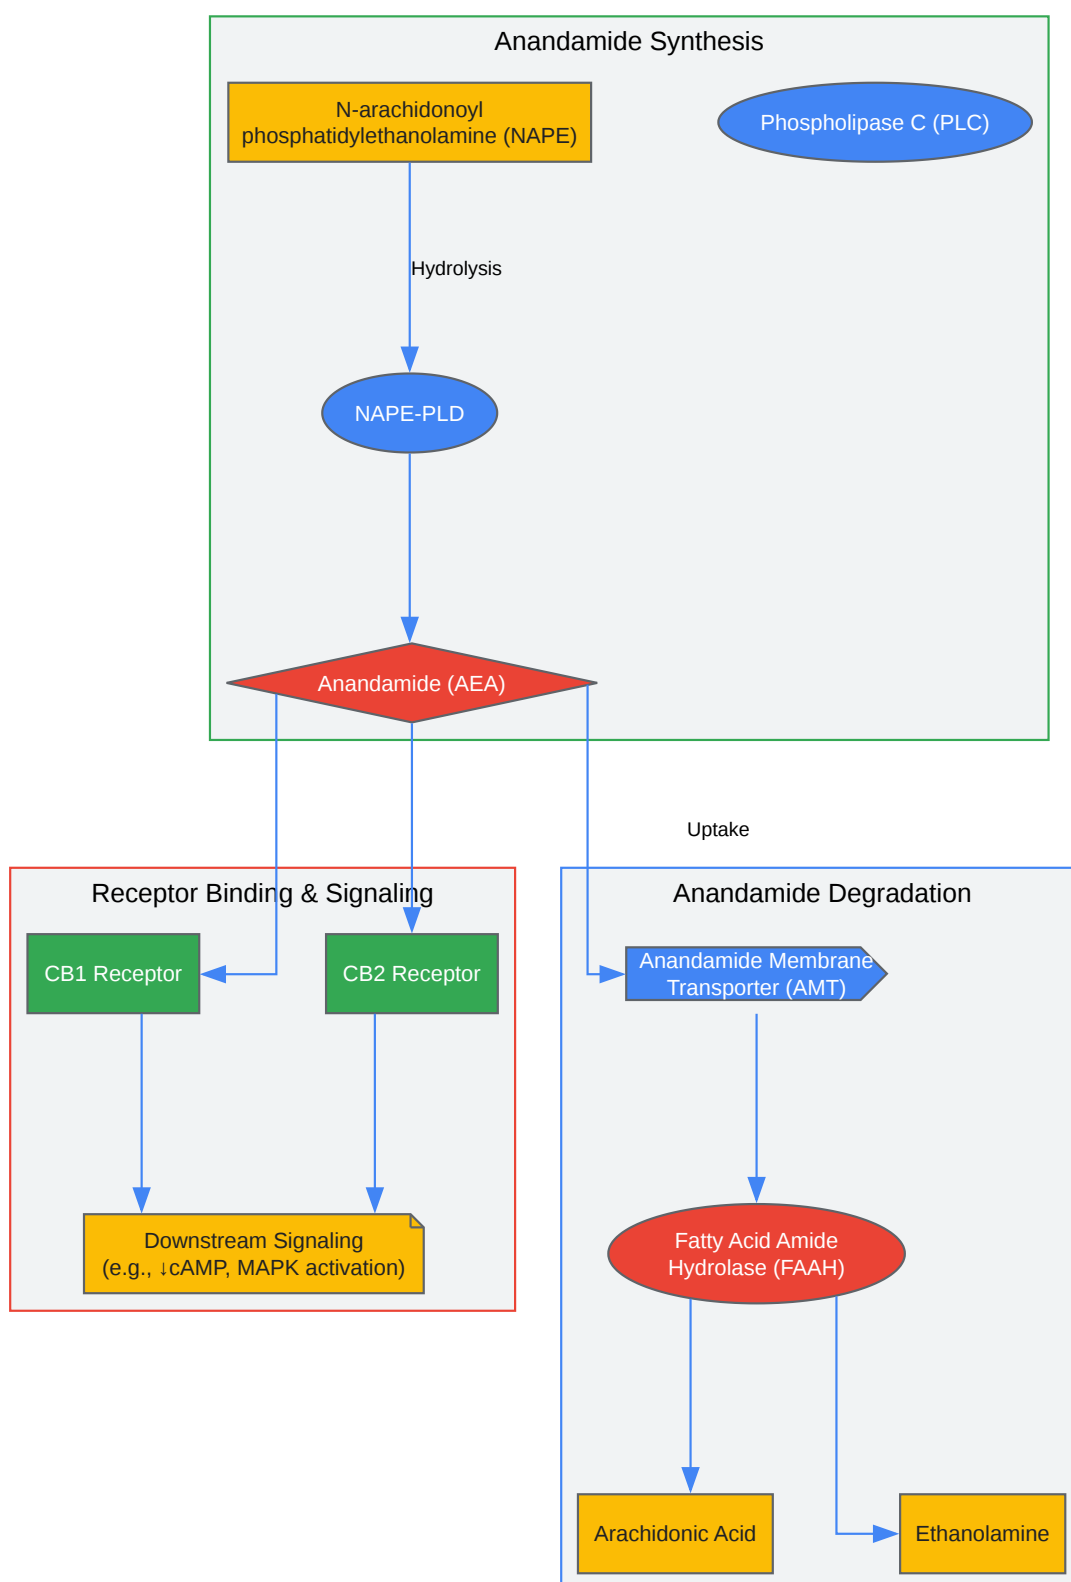 Anandamide Synthesis
N-arachidonoyl
phosphatidylethanolamine (NAPE)
Phospholipase C (PLC)
Hydrolysis
NAPE-PLD
Anandamide (AEA)
Uptake
Receptor Binding & Signaling
CB1 Receptor
CB2 Receptor
Downstream Signaling
(e.g., ↓cAMP, MAPK activation)
Anandamide Degradation
Anandamide Membrane
Transporter (AMT)
Fatty Acid Amide
Hydrolase (FAAH)
Arachidonic Acid
Ethanolamine